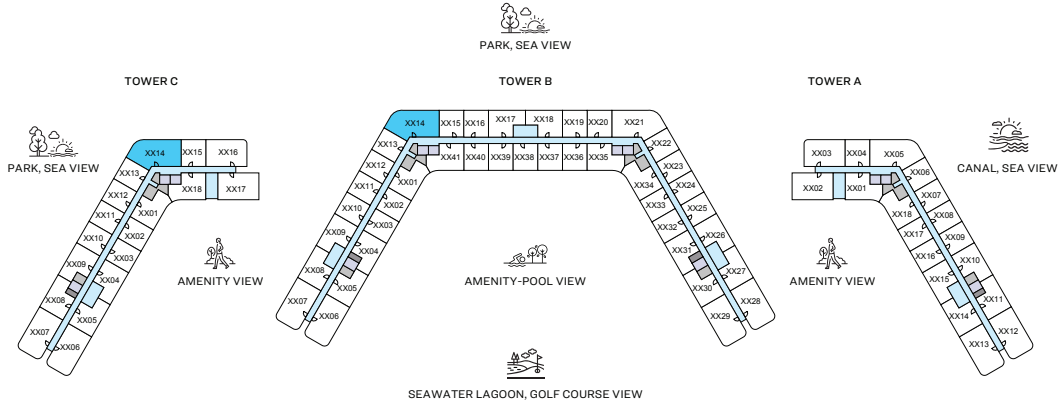 PARK, SEA VIEW
TOWER C
TOWER B
TOWER A
PARK, SEA VIEW
CANAL, SEA VIEW
XX14
XX15
XX16
XX13
XX18
XX17
XX12
XX01
XX11
XX02
XX10
XX03
XX09
XX04
XX08
XX05
XX07
XX06
AMENITY VIEW
XX14
XX15
XX16
XX17
XX18
XX19
XX20
XX21
XX13
XX41
XX40
XX39
XX38
XX37
XX36
XX35
XX22
XX12
XX01
XX23
XX11
XX02
XX34
XX24
XX10
XX03
XX33
XX25
XX09
XX04
XX32
XX26
XX08
XX05
XX31
XX27
XX07
XX06
XX30
XX28
XX29
AMENITY-POOL VIEW
XX03
XX04
XX05
XX02
XX01
XX06
XX07
XX18
XX08
XX17
XX09
XX16
XX10
XX15
XX11
XX14
XX12
XX13
AMENITY VIEW
SEAWATER LAGOON, GOLF COURSE VIEW